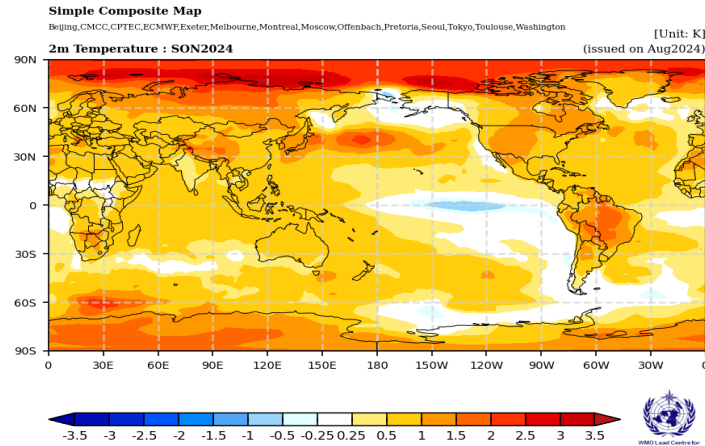 Simple Composite Map
Beijing,CMCC,CPTEC,ECMWF,Exeter,Melbourne,Montreal,Moscow,Offenbach,Pretoria,Seoul,Tokyo,Toulouse,Washington
[Unit: K]
2m Temperature : SON2024
(issued on Aug2024)
90N
60N
30N
0
30S
60S
90S
0 30E 60E 90E 120E 150E 180 150W 120W 90W 60W 30W 0
-3.5 -3 -2.5 -2 -1.5 -1 -0.5 -0.25 0.25 0.5 1 1.5 2 2.5 3 3.5
WMO Lead Centre for